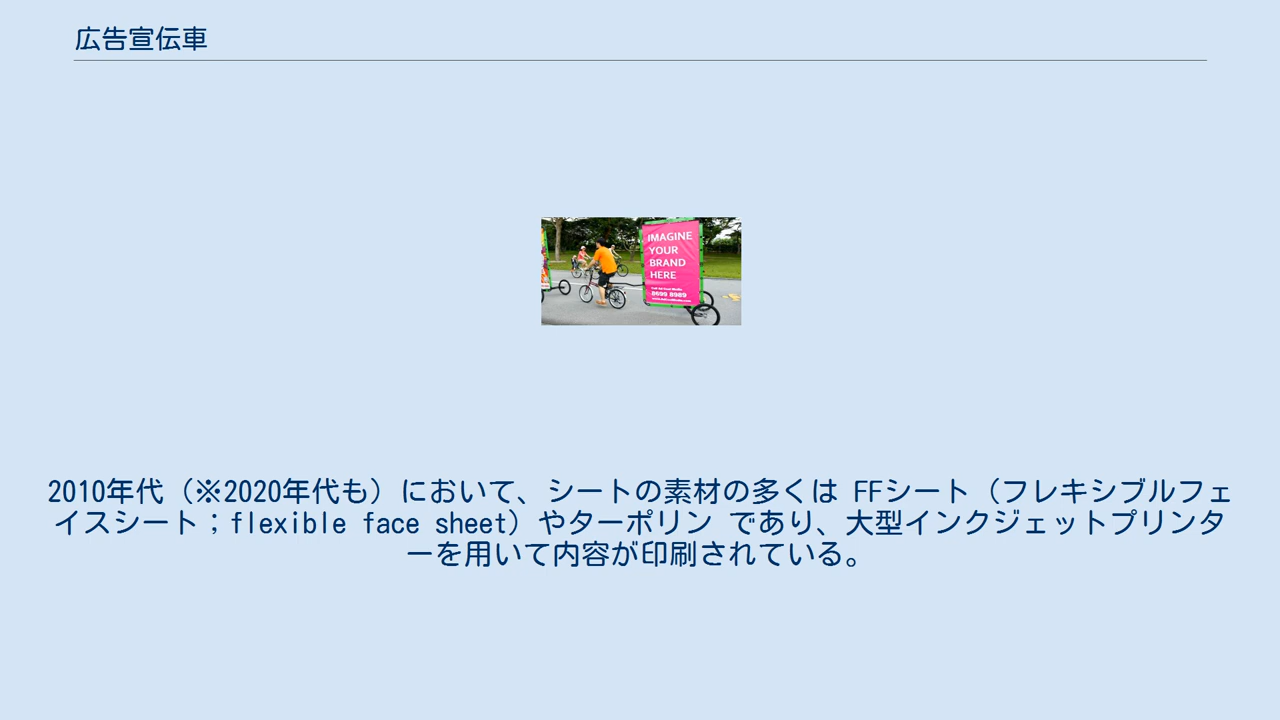 広告宣伝車
IMAGINE
YOUR
BRAND
HERE
8699 8989
2010年代（※2020年代も）において、シートの素材の多くは FFシート（フレキシブルフェ
イスシート；flexible face sheet）やターポリン であり、大型インクジェットプリンタ
ーを用いて内容が印刷されている。